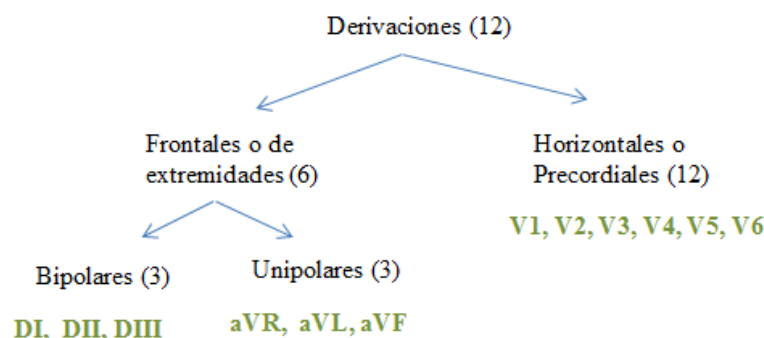 Derivaciones (12)
Frontales o de
extremidades (6)
Horizontales o
Precordiales (12)
V1, V2, V3, V4, V5, V6
Bipolares (3)
Unipolares (3)
DI, DII, DIII
aVR, aVL, aVF